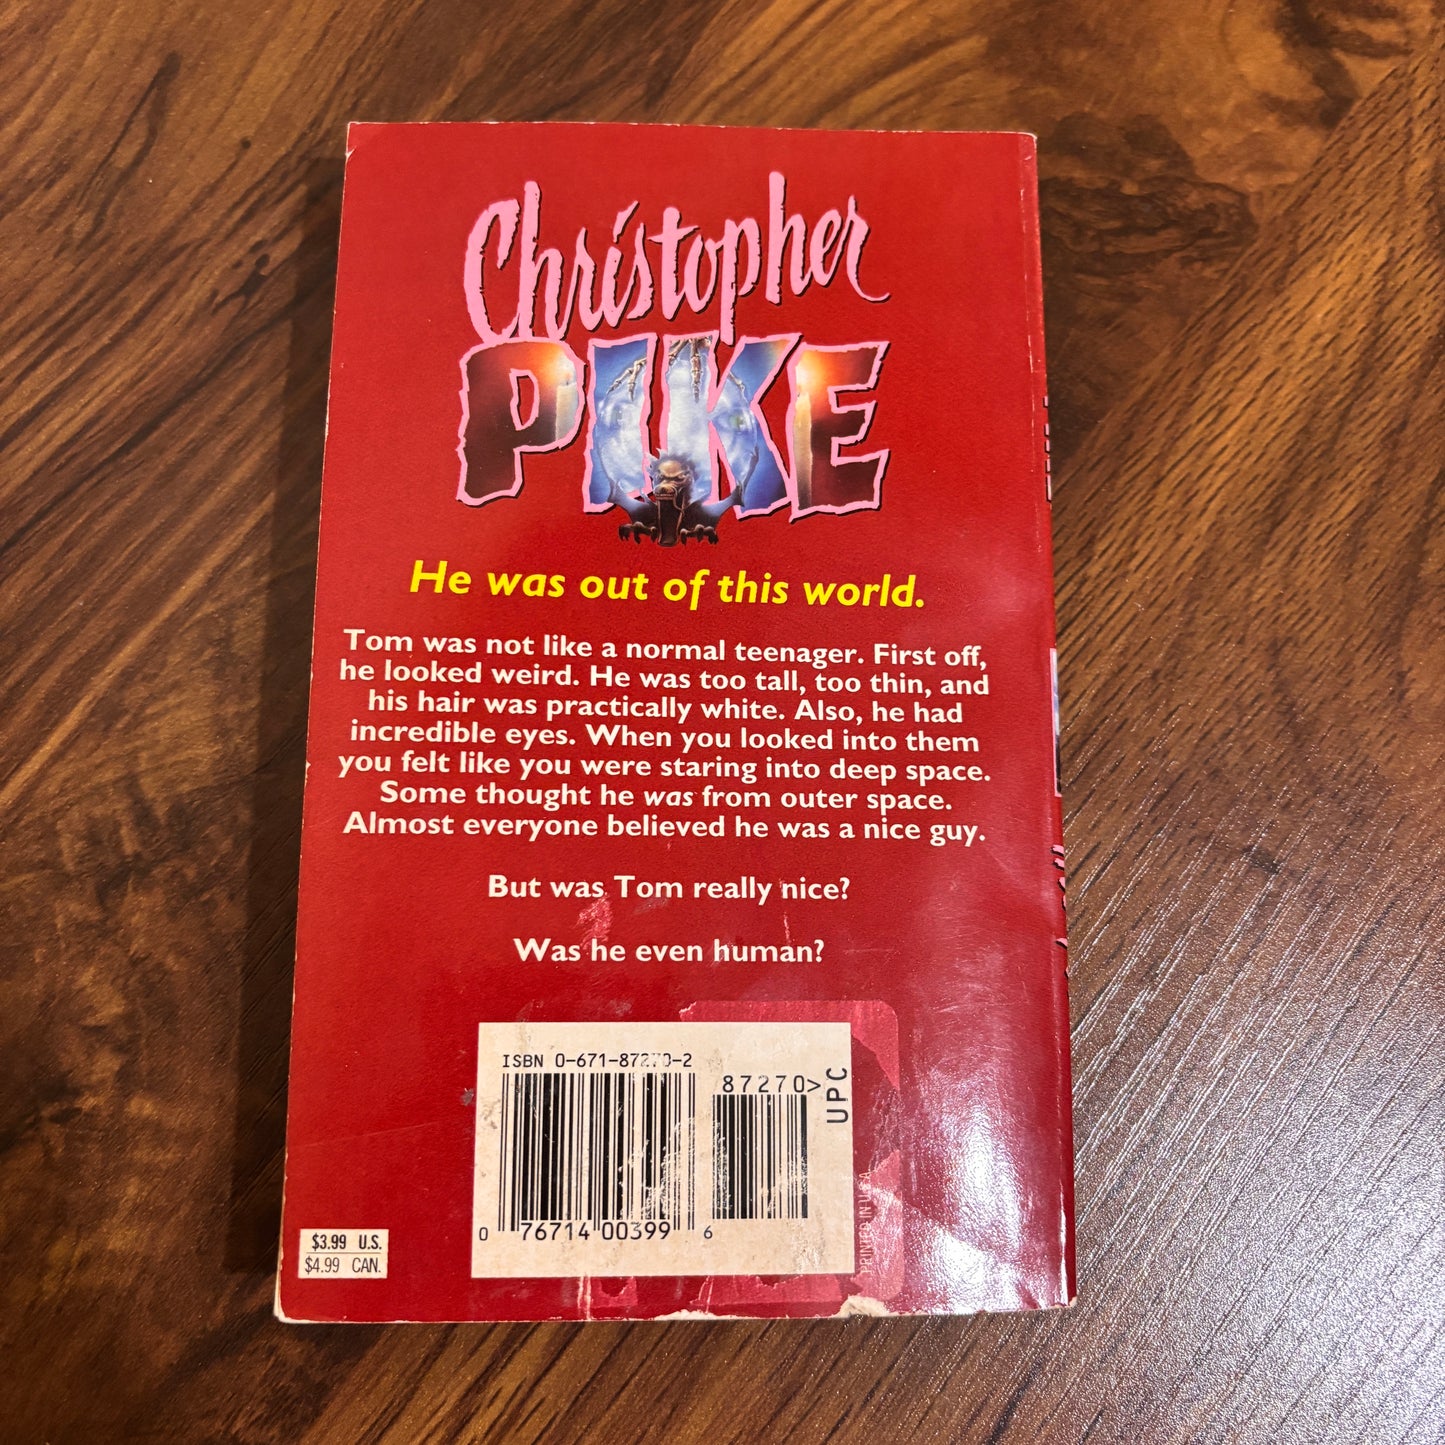 Christopher
PIKE
He was out of this world.
Tom was not like a normal teenager. First off,
he looked weird. He was too tall, too thin, and
his hair was practically white. Also, he had
incredible eyes. When you looked into them
you felt like you were staring into deep space.
Some thought he was from outer space.
Almost everyone believed he was a nice guy.
But was Tom really nice?
Was he even human?
ISBN 0-671-87270-2
87270>
UPC
0 76714 00399 6
PRINTED IN U.S.A.
$3.99 U.S.
$4.99 CAN.